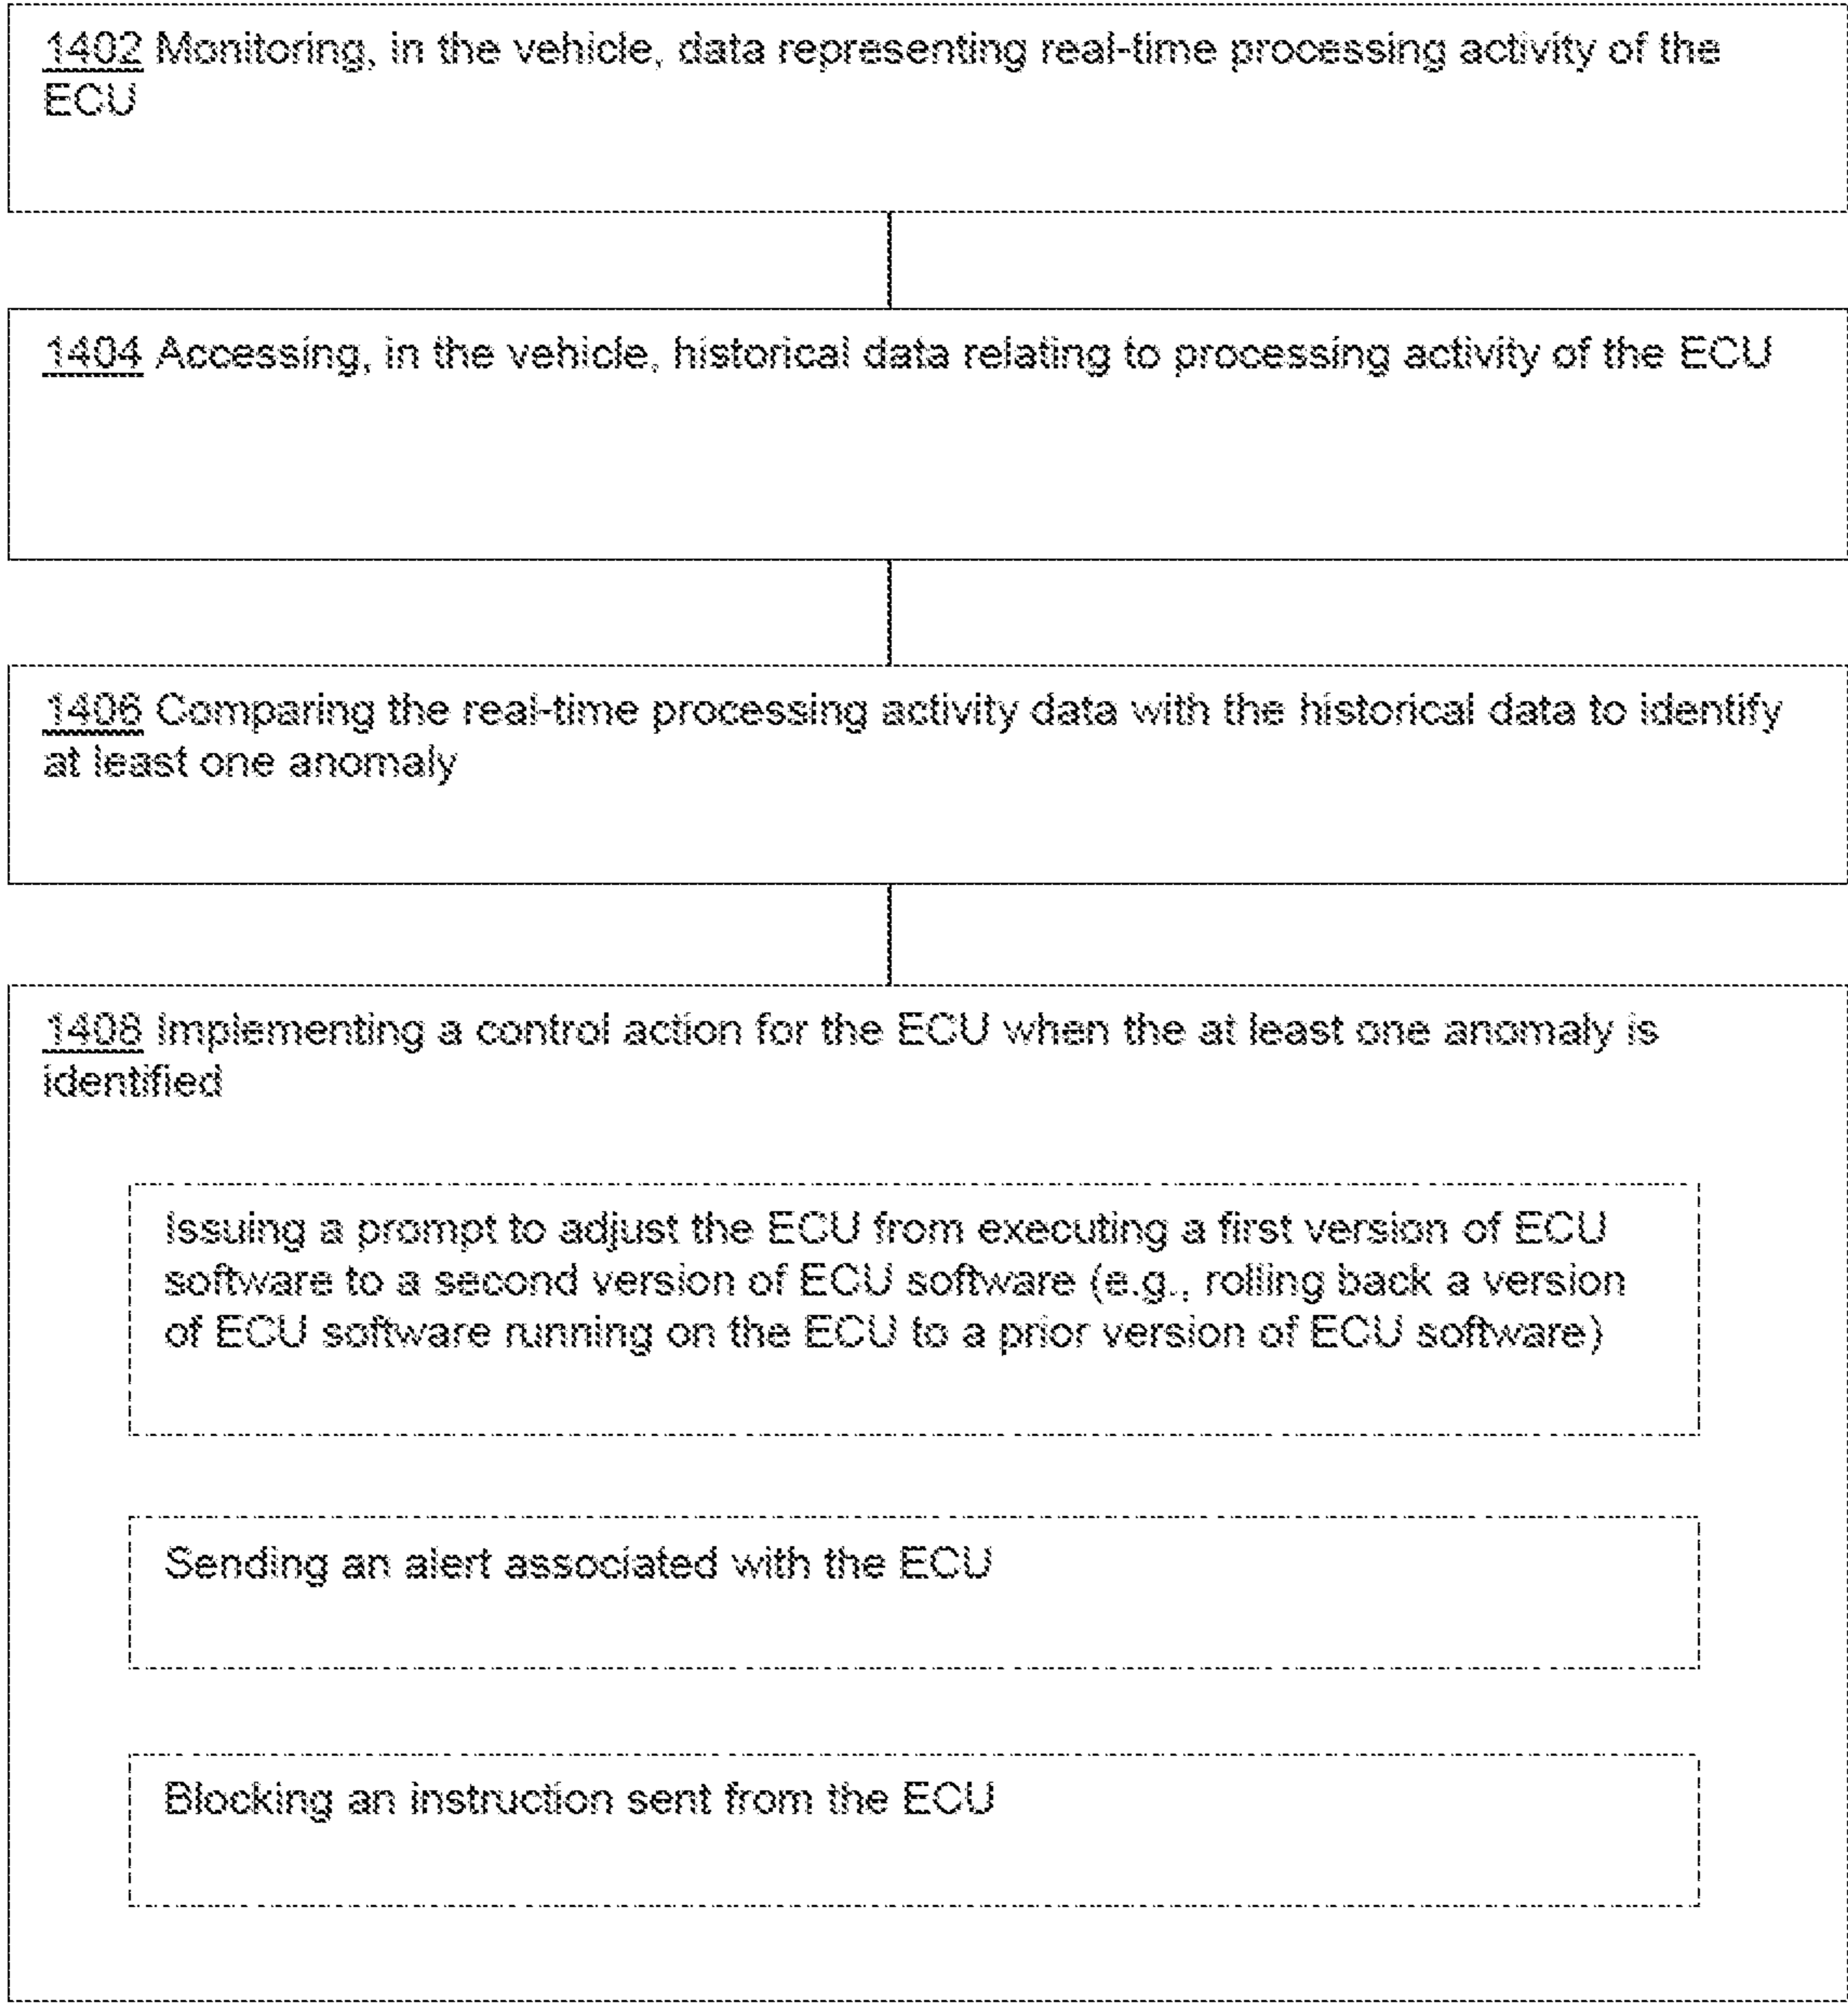 1402 Monitoring, in the vehicle, data representing real-time processing activity of the
ECU
1404 Accessing, in the vehicle, historical data relating to processing activity of the ECU
1406 Comparing the real-time processing activity data with the historical data to identify
at least one anomaly
1408 Implementing a control action for the ECU when the at least one anomaly is
identified
Issuing a prompt to adjust the ECU from executing a first version of ECU
software to a second version of ECU software (e.g., rolling back a version
of ECU software running on the ECU to a prior version of ECU software)
Sending an alert associated with the ECU
Blocking an instruction sent from the ECU